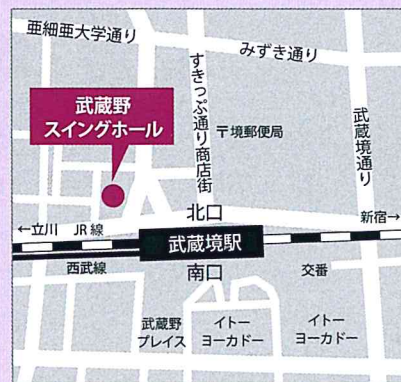 亜細亜大学通り
みずき通り
すきっぷ通り商店街
武蔵境通り
武蔵野
スイングホール
〒境郵便局
北口
新宿→
←立川 JR線
武蔵境駅
西武線
南口
交番
武蔵野
プレイス
イトー
ヨーカドー
イトー
ヨーカドー